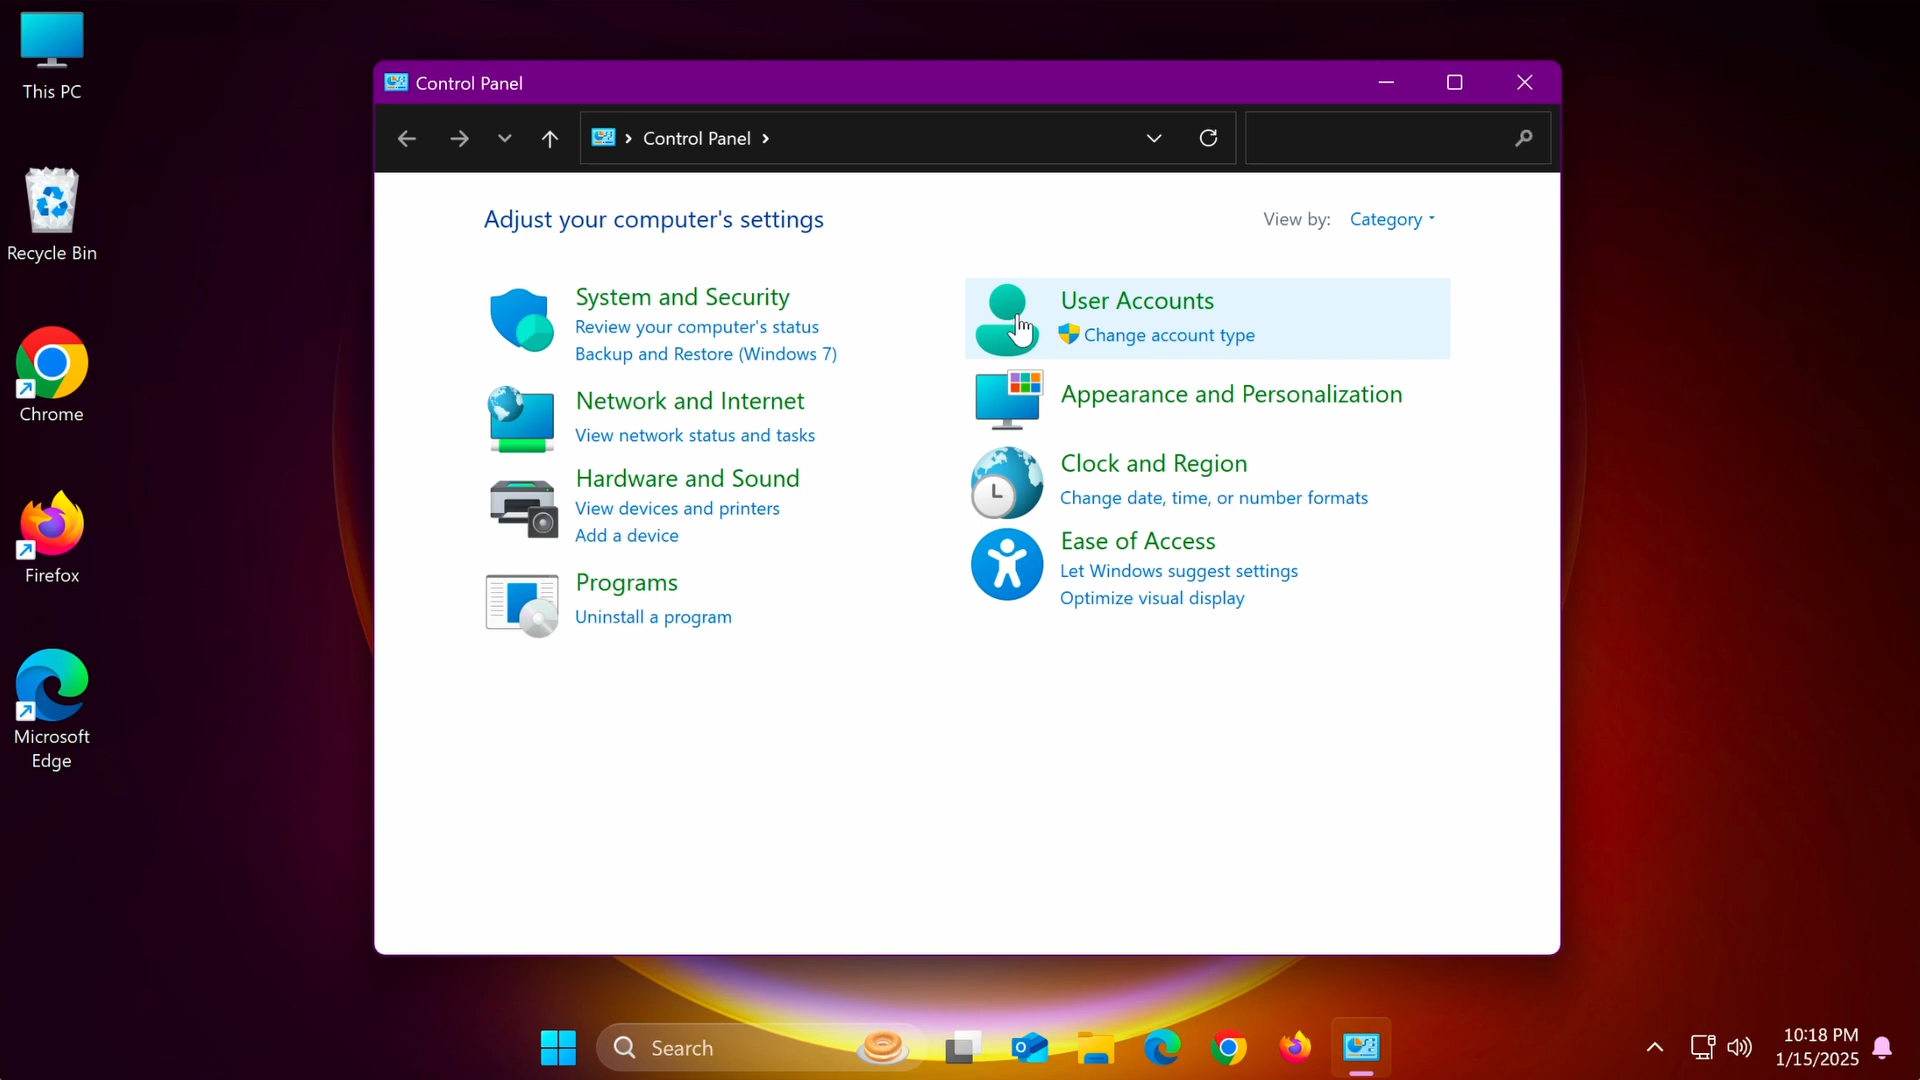 This PC
Recycle Bin
Chrome
Firefox
Microsoft
Edge
Control Panel
Control Panel
Adjust your computer's settings
View by: Category
System and Security
Review your computer's status
Backup and Restore (Windows 7)
Network and Internet
View network status and tasks
Hardware and Sound
View devices and printers
Add a device
Programs
Uninstall a program
User Accounts
Change account type
Appearance and Personalization
Clock and Region
Change date, time, or number formats
Ease of Access
Let Windows suggest settings
Optimize visual display
Search
10:18 PM
1/15/2025